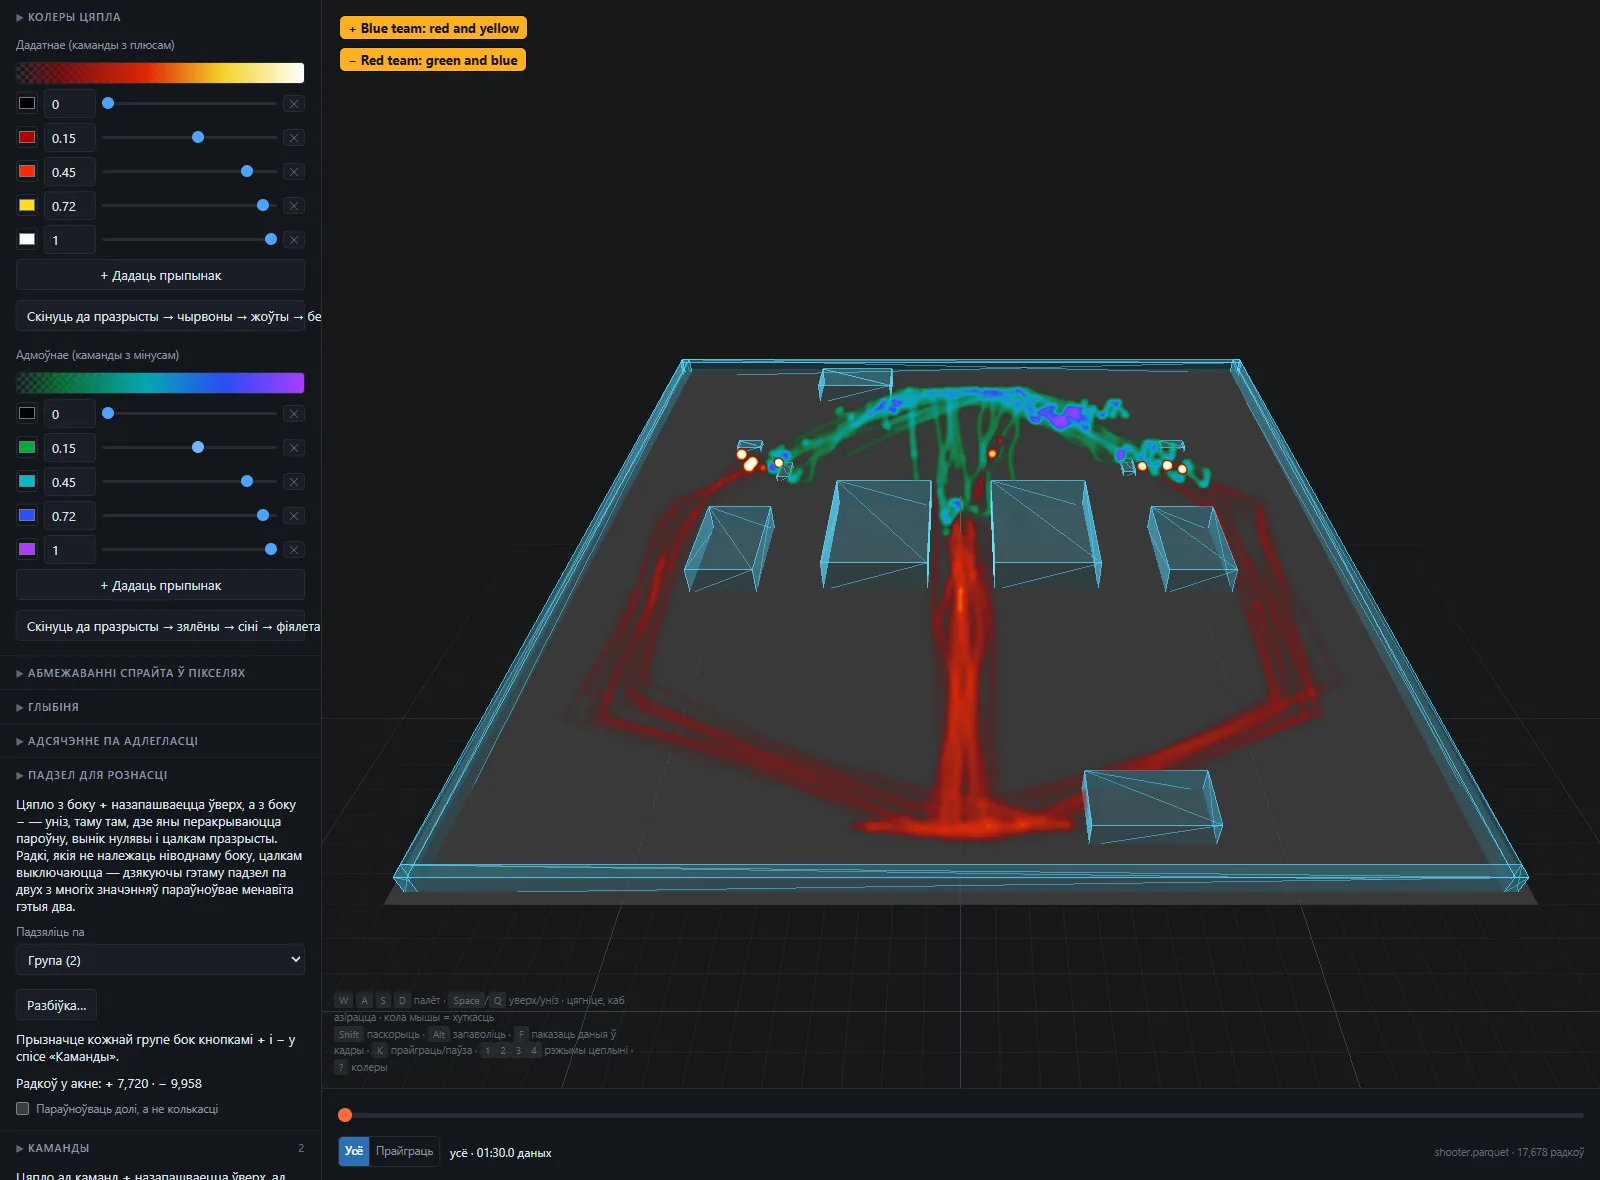 КОЛЕРЫ ЦЯПЛА
Дадатнае (каманды з плюсам)
0
0.15
0.45
0.72
1
+ Дадаць прыпынак
Скінуць да празрысты → чырвоны → жоўты → бе
Адмоўнае (каманды з мінусам)
0
0.15
0.45
0.72
1
+ Дадаць прыпынак
Скінуць да празрысты → зялёны → сіні → фіялета
АБМЕЖАВАННІ СПРАЙТА Ў ПІКСЕЛЯХ
ГЛЫБІНЯ
АДСЯЧЭННЕ ПА АДЛЕГЛАСЦІ
ПАДЗЕЛ ДЛЯ РОЗНАСЦІ
Цяпло з боку + назапашваецца ўверх, а з боку
− — уніз, таму там, дзе яны перакрываюцца
пароўну, вынік нулявы і цалкам празрысты.
Радкі, якія не належаць ніводнаму боку, цалкам
выключаюцца — дзякуючы гэтаму падзел па
двух з многіх значэнняў параўноўвае менавіта
гэтыя два.
Падзяліць па
Група (2)
Разбіўка...
Прызначце кожнай групе бок кнопкамі + і − у
спісе «Каманды».
Радкоў у акне: + 7,720 · − 9,958
Параўноўваць долі, а не колькасці
КАМАНДЫ 2
Цяпло ад каманд + назапашваецца ўверх, ад
+ Blue team: red and yellow
− Red team: green and blue
W A S D палёт · Space / Q уверх/уніз · цягніце, каб
азірацца · кола мышы = хуткасць
Shift паскорыць · Alt запаволіць · F паказаць даныя ў
кадры · K прайграць/паўза · 1 2 3 4 рэжымы цеплыні ·
? колеры
Усё Прайграць усё · 01:30.0 даных
shooter.parquet · 17,678 радкоў